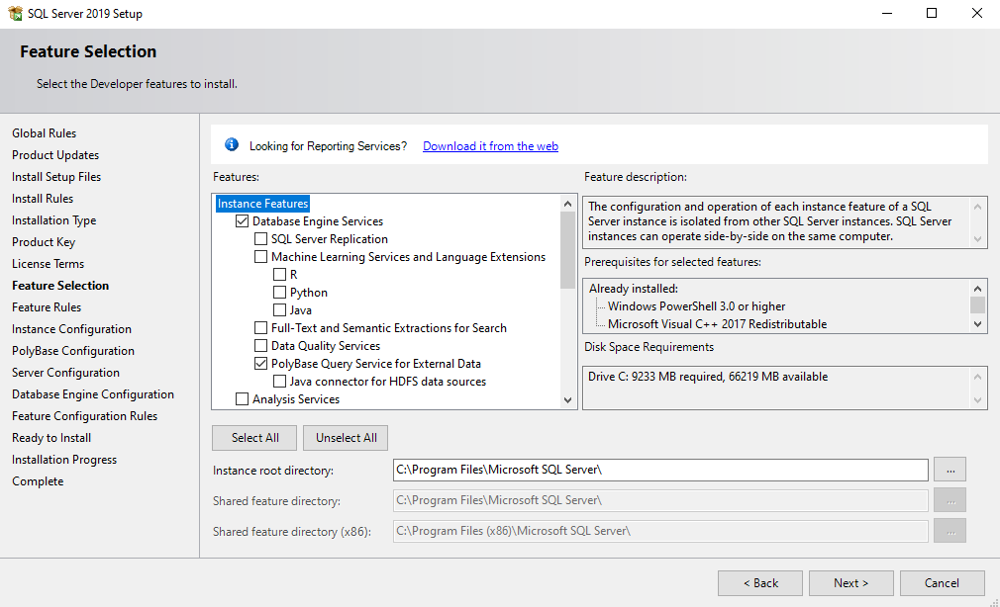 SQL Server 2019 Setup
Feature Selection
Select the Developer features to install.
Global Rules
Product Updates
Install Setup Files
Install Rules
Installation Type
Product Key
License Terms
Feature Selection
Feature Rules
Instance Configuration
PolyBase Configuration
Server Configuration
Database Engine Configuration
Feature Configuration Rules
Ready to Install
Installation Progress
Complete
Looking for Reporting Services? Download it from the web
Features:
Instance Features
Database Engine Services
SQL Server Replication
Machine Learning Services and Language Extensions
R
Python
Java
Full-Text and Semantic Extractions for Search
Data Quality Services
PolyBase Query Service for External Data
Java connector for HDFS data sources
Analysis Services
Feature description:
The configuration and operation of each instance feature of a SQL
Server instance is isolated from other SQL Server instances. SQL Server
instances can operate side-by-side on the same computer.
Prerequisites for selected features:
Already installed:
Windows PowerShell 3.0 or higher
Microsoft Visual C++ 2017 Redistributable
Disk Space Requirements
Drive C: 9233 MB required, 66219 MB available
Select All
Unselect All
Instance root directory: C:\Program Files\Microsoft SQL Server\ ...
Shared feature directory: C:\Program Files\Microsoft SQL Server\ ...
Shared feature directory (x86): C:\Program Files (x86)\Microsoft SQL Server\ ...
< Back
Next >
Cancel